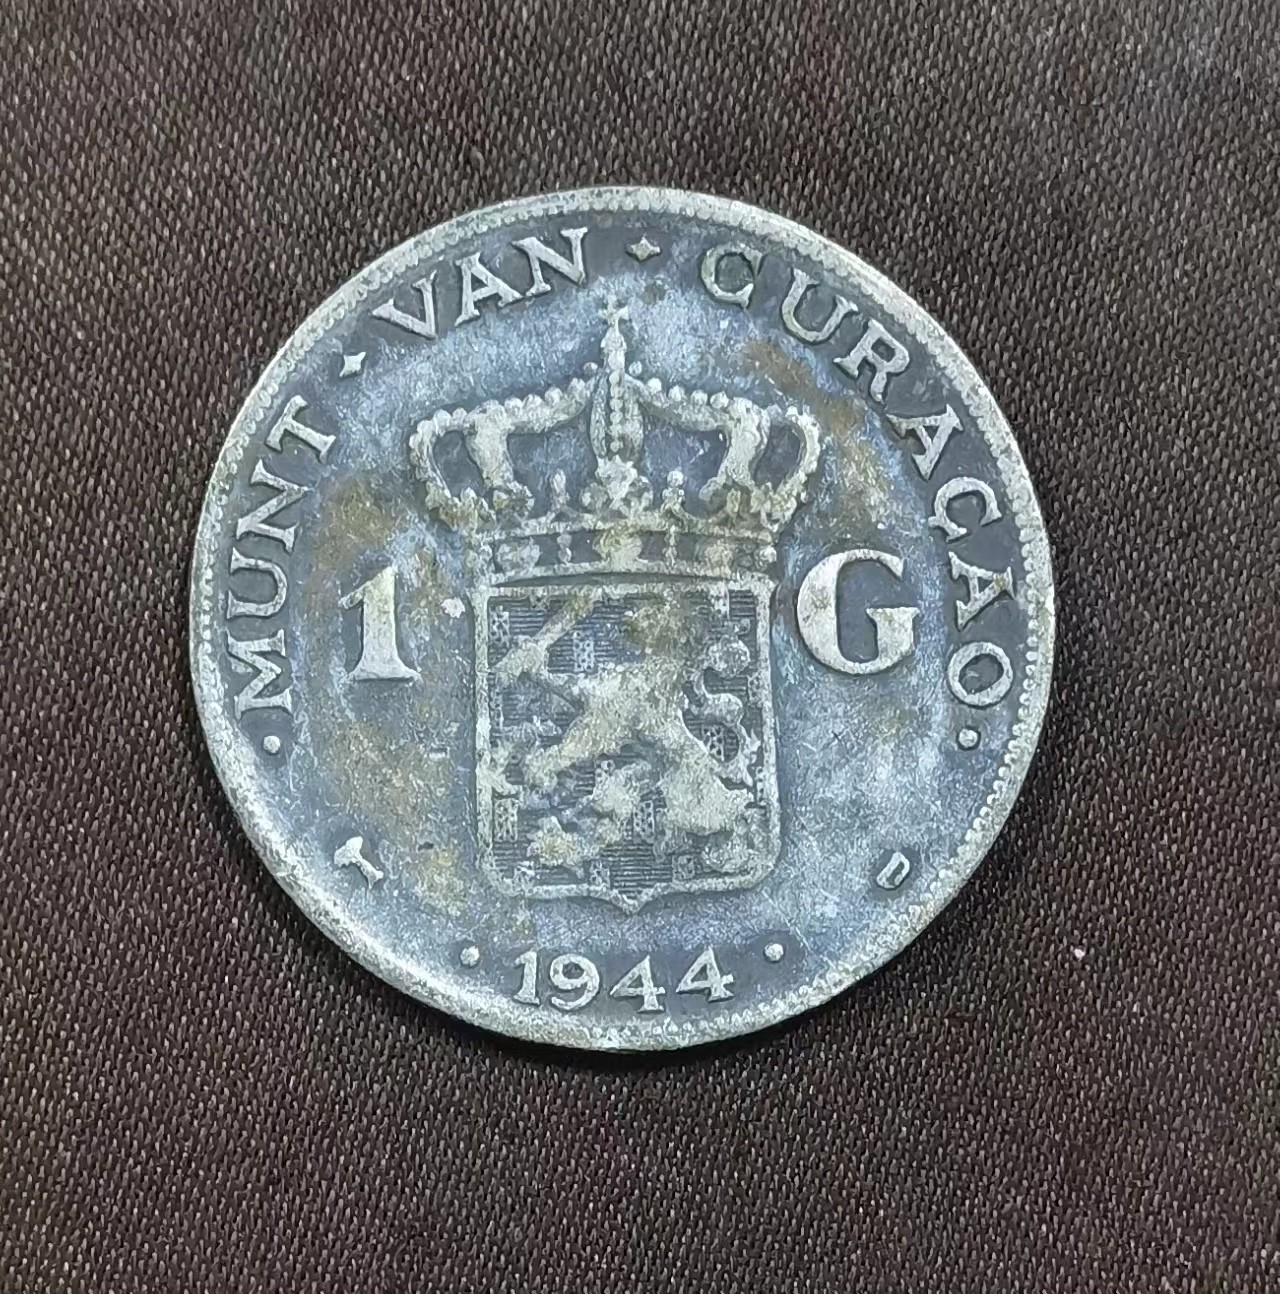 · MUNT · VAN · CURAÇAO ·
1 G
D
· 1944 ·